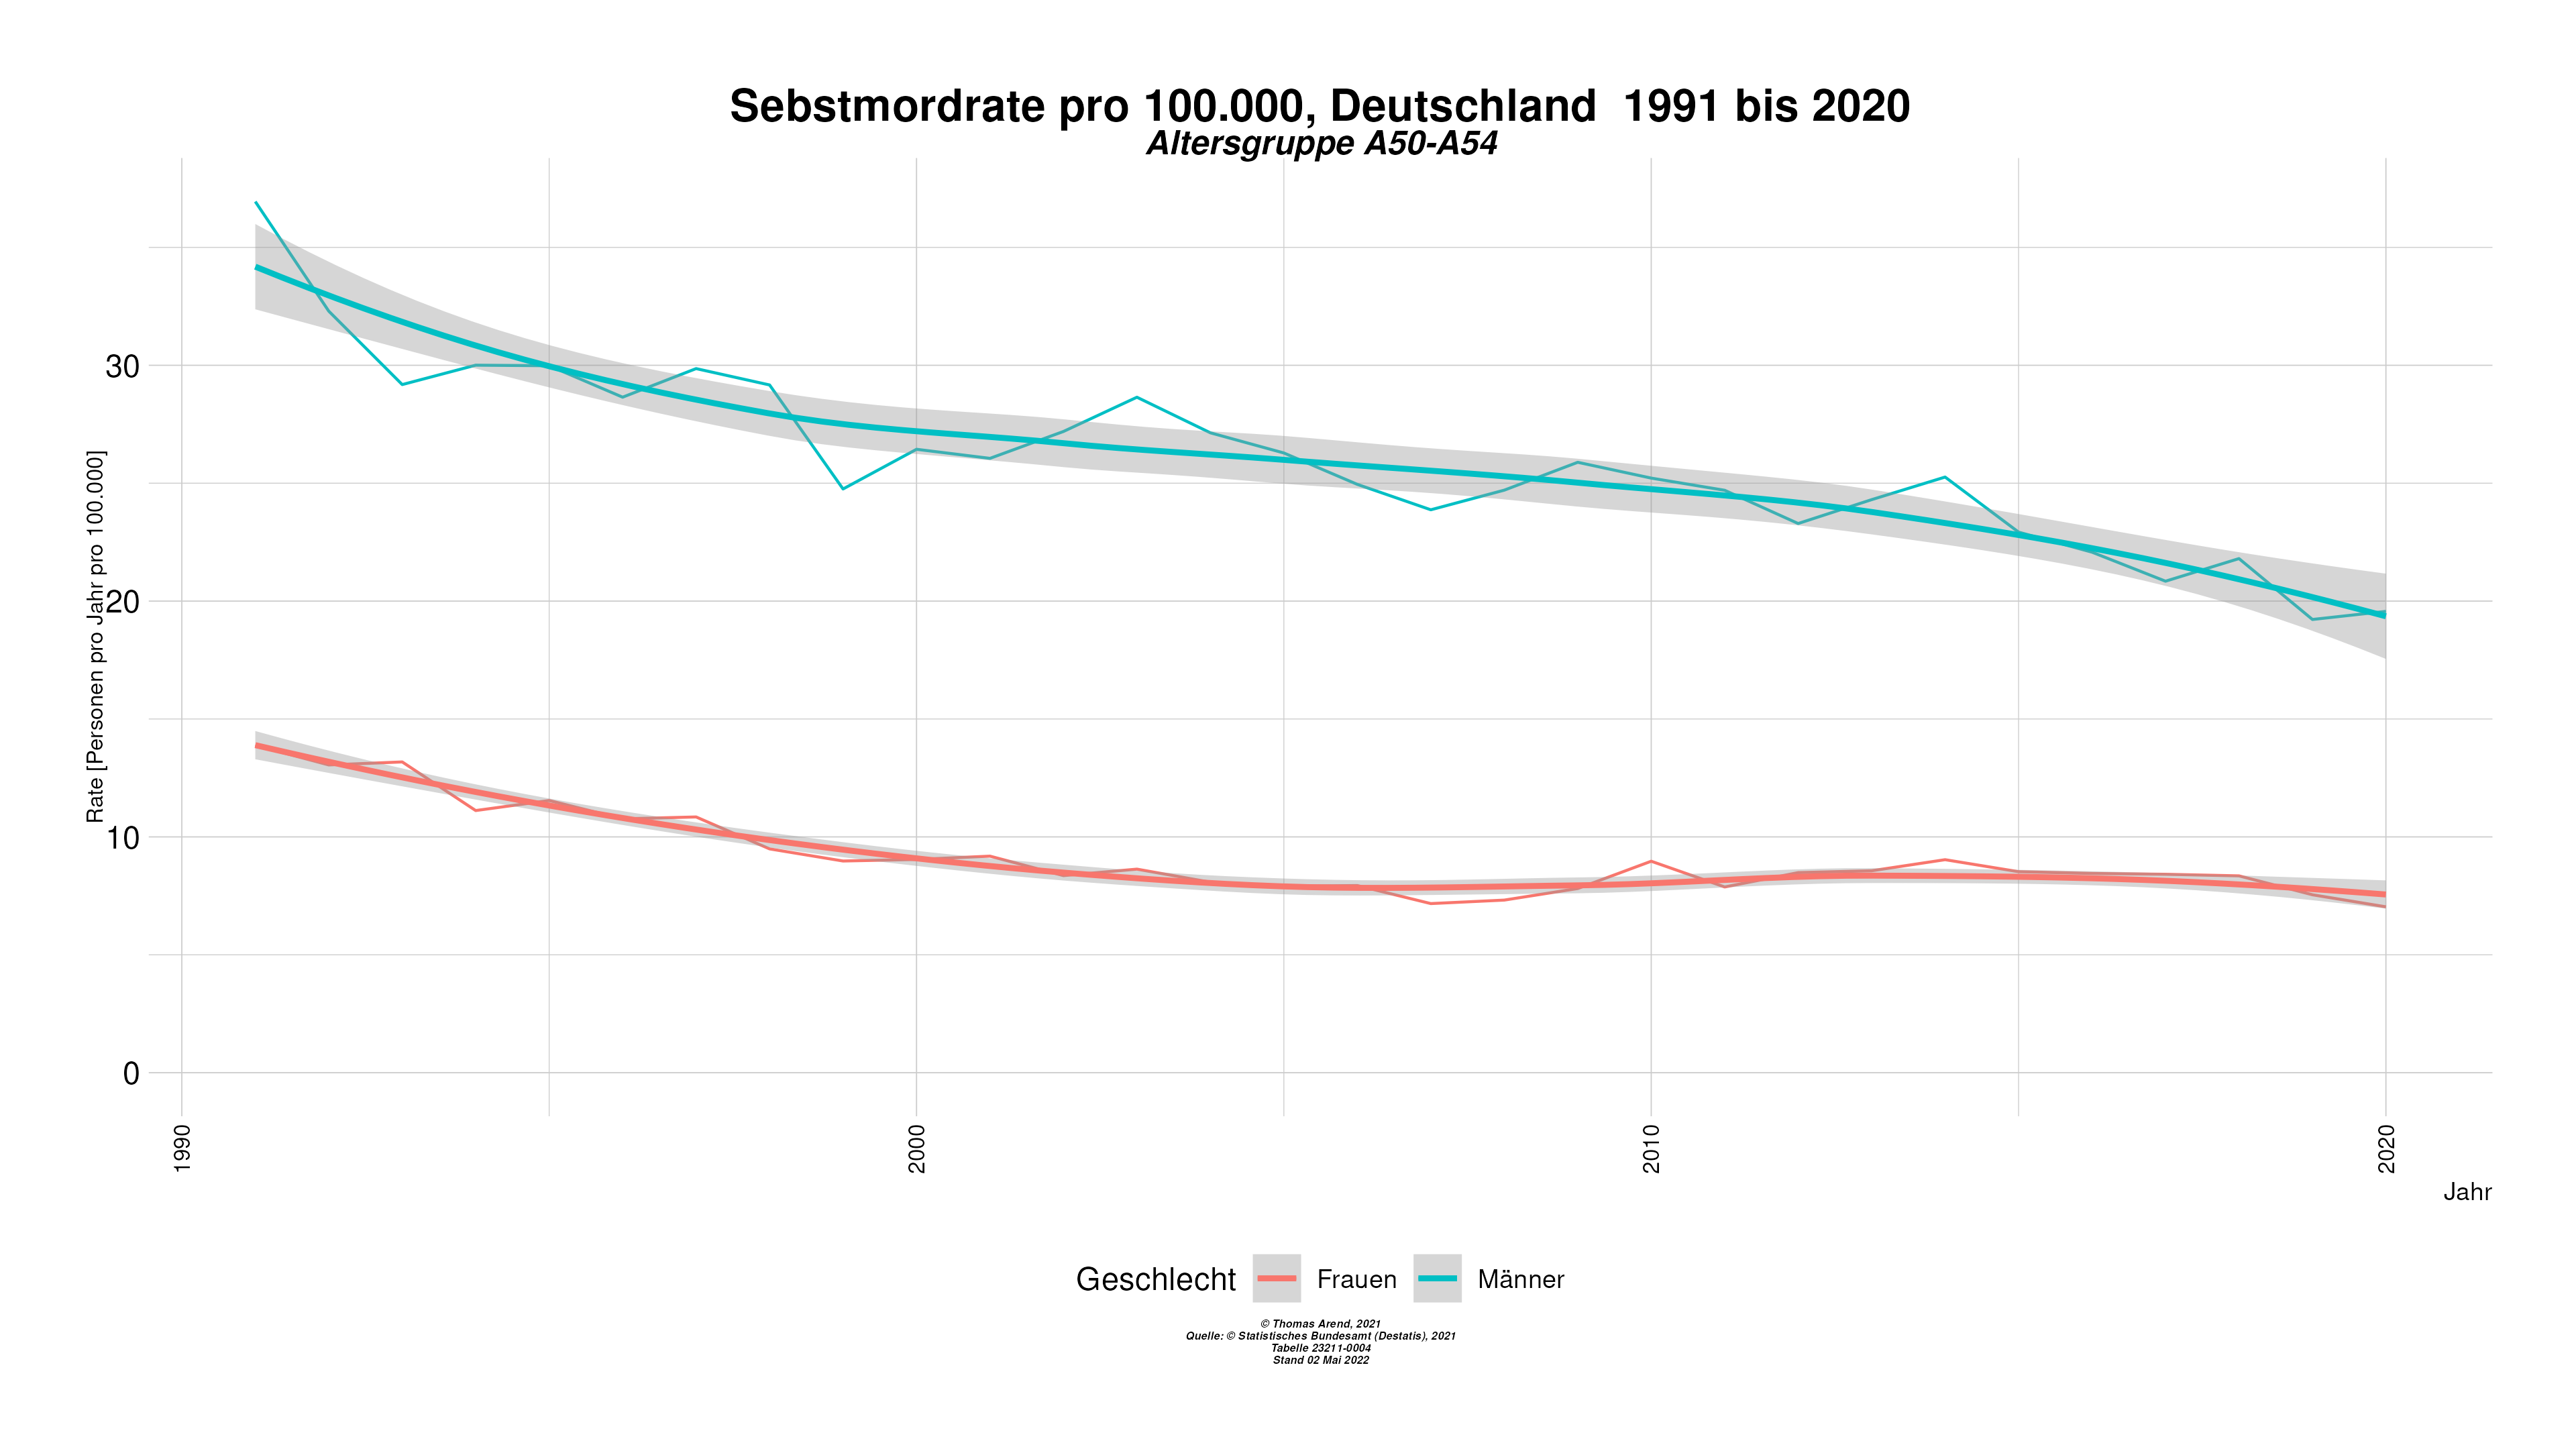 Sebstmordrate pro 100.000, Deutschland  1991 bis 2020
Altersgruppe A50-A54
Rate [Personen pro Jahr pro 100.000]
30
20
10
0
1990
2000
2010
2020
Jahr
Geschlecht Frauen Männer
© Thomas Arend, 2021
Quelle: © Statistisches Bundesamt (Destatis), 2021
Tabelle 23211-0004
Stand 02 Mai 2022